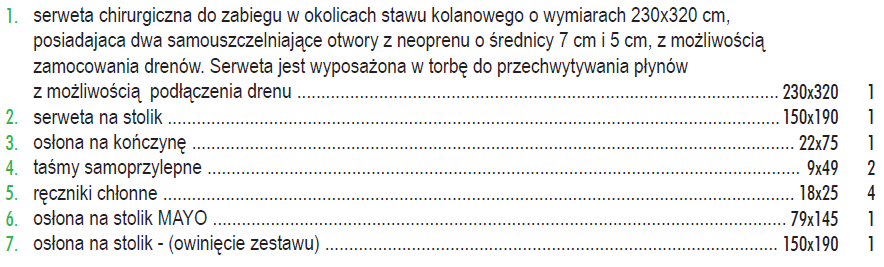 1. serweta chirurgiczna do zabiegu w okolicach stawu kolanowego o wymiarach 230x320 cm,
posiadajaca dwa samouszczelniające otwory z neoprenu o średnicy 7 cm i 5 cm, z możliwością
zamocowania drenów. Serweta jest wyposażona w torbę do przechwytywania płynów
z możliwością podłączenia drenu ........................................................ 230x320 1
2. serweta na stolik ........................................................ 150x190 1
3. osłona na kończynę ........................................................ 22x75 1
4. taśmy samoprzylepne ........................................................ 9x49 2
5. ręczniki chłonne ........................................................ 18x25 4
6. osłona na stolik MAYO ........................................................ 79x145 1
7. osłona na stolik - (owinięcie zestawu) ........................................................ 150x190 1